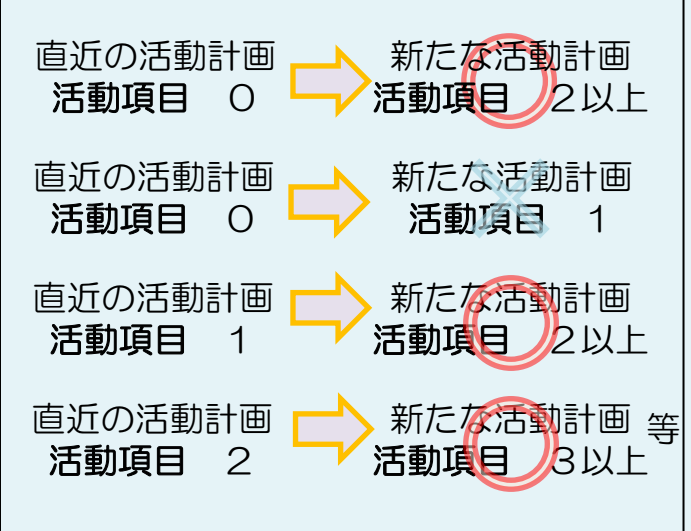 直近の活動計画　新たな活動計画
活動項目　０　活動項目　２以上
直近の活動計画　新たな活動計画
活動項目　０　活動項目　１
直近の活動計画　新たな活動計画
活動項目　１　活動項目　２以上
直近の活動計画　新たな活動計画　等
活動項目　２　活動項目　３以上